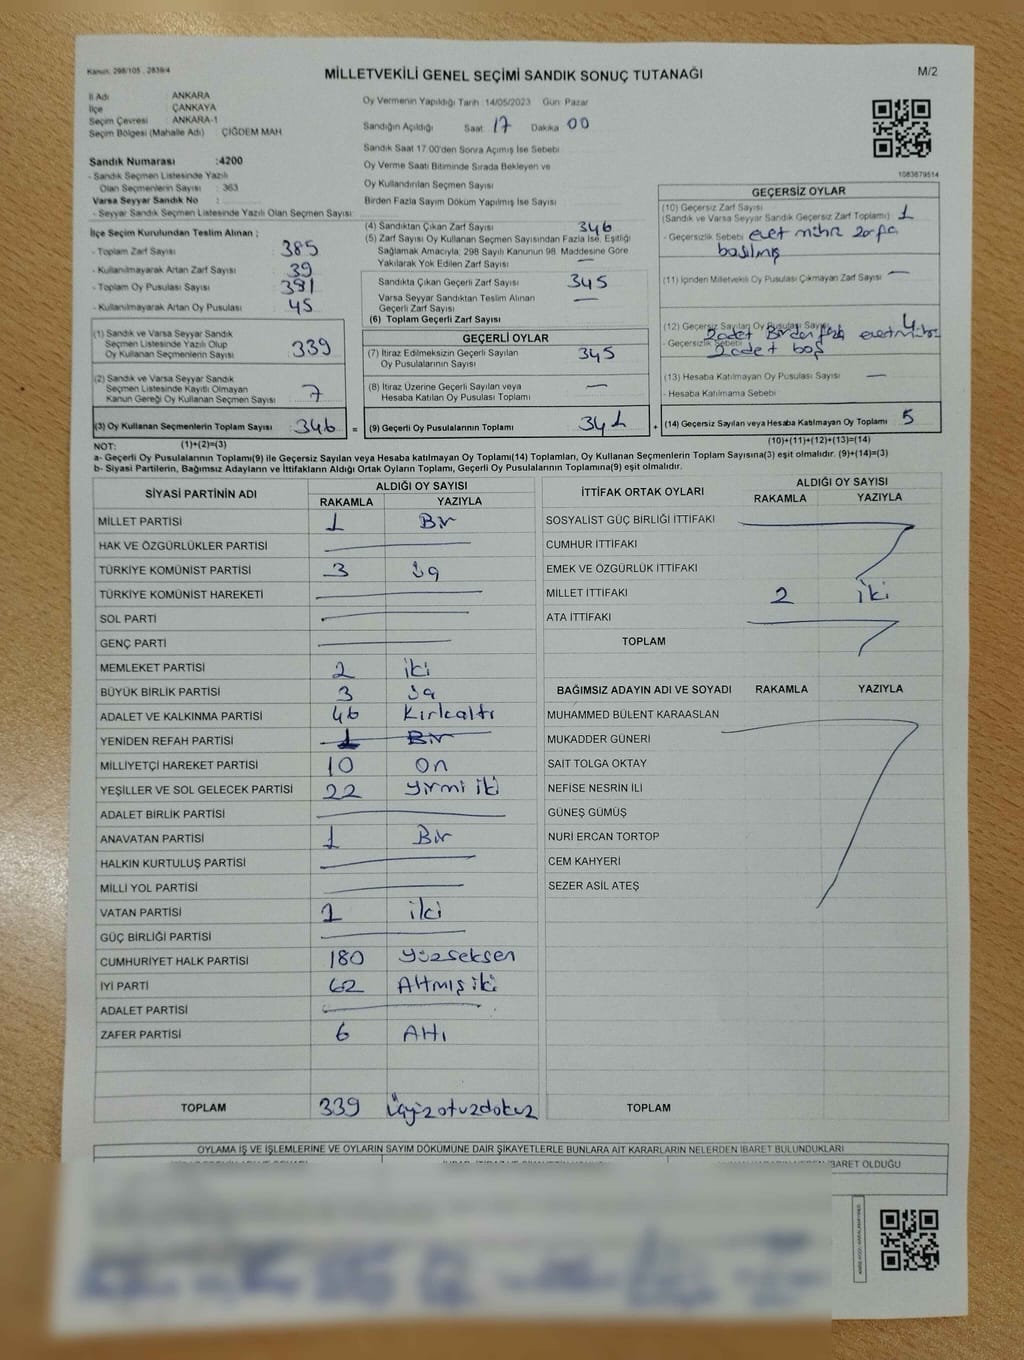 Kanun: 298/105 , 2839/4
MİLLETVEKİLİ GENEL SEÇİMİ SANDIK SONUÇ TUTANAĞI
M/2
İl Adı ANKARA
İlçe ÇANKAYA
Seçim Çevresi ANKARA-1
Seçim Bölgesi (Mahalle Adı) ÇİĞDEM MAH
Sandık Numarası :4200
- Sandık Seçmen Listesinde Yazılı
Olan Seçmenlerin Sayısı : 363
Varsa Seyyar Sandık No :
- Seyyar Sandık Seçmen Listesinde Yazılı Olan Seçmen Sayısı :
İlçe Seçim Kurulundan Teslim Alınan ;
- Toplam Zarf Sayısı 385
- Kullanılmayarak Artan Zarf Sayısı 39
- Toplam Oy Pusulası Sayısı 391
- Kullanılmayarak Artan Oy Pusulası 45
(1) Sandık ve Varsa Seyyar Sandık
Seçmen Listesinde Yazılı Olup
Oy Kullanan Seçmenlerin Sayısı 339
(2) Sandık ve Varsa Seyyar Sandık
Seçmen Listesinde Kayıtlı Olmayan
Kanun Gereği Oy Kullanan Seçmen Sayısı 7
(3) Oy Kullanan Seçmenlerin Toplam Sayısı 346 =
Oy Vermenin Yapıldığı Tarih 14/05/2023 Gün: Pazar
Sandığın Açıldığı Saat: 17 Dakika 00
Sandık Saat 17.00'den Sonra Açımış İse Sebebi
Oy Verme Saati Bitiminde Sırada Bekleyen ve
Oy Kullandırılan Seçmen Sayısı
Birden Fazla Sayım Döküm Yapılmış İse Sayısı
(4) Sandıktan Çıkan Zarf Sayısı 346
(5) Zarf Sayısı Oy Kullanan Seçmen Sayısından Fazla İse, Eşitliği
Sağlamak Amacıyla, 298 Sayılı Kanunun 98. Maddesine Göre
Yakılarak Yok Edilen Zarf Sayısı —
Sandıkta Çıkan Geçerli Zarf Sayısı 345
Varsa Seyyar Sandıktan Teslim Alınan
Geçerli Zarf Sayısı —
(6) Toplam Geçerli Zarf Sayısı
GEÇERLİ OYLAR
(7) İtiraz Edilmeksizin Geçerli Sayılan
Oy Pusulalarının Sayısı 345
(8) İtiraz Üzerine Geçerli Sayılan veya
Hesaba Katılan Oy Pusulası Toplamı —
(9) Geçerli Oy Pusulalarının Toplamı 341 +
1083679514
GEÇERSİZ OYLAR
(10) Geçersiz Zarf Sayısı
(Sandık ve Varsa Seyyar Sandık Geçersiz Zarf Toplamı) 1
- Geçersizlik Sebebi evet mührü zarfa
basılmış
(11) İçinden Milletvekili Oy Pusulası Çıkmayan Zarf Sayısı —
(12) Geçersiz Sayılan Oy Pusulası Sayısı 4
- Geçersizlik Sebebi 2 adet Birden fazla evet mührü
2 adet boş
(13) Hesaba Katılmayan Oy Pusulası Sayısı —
- Hesaba Katılmama Sebebi
(14) Geçersiz Sayılan veya Hesaba Katılmayan Oy Toplamı 5
NOT: (1)+(2)=(3)
(10)+(11)+(12)+(13)=(14)
a- Geçerli Oy Pusulalarının Toplamı(9) ile Geçersiz Sayılan veya Hesaba katılmayan Oy Toplamı(14) Toplamları, Oy Kullanan Seçmenlerin Toplam Sayısına(3) eşit olmalıdır. (9)+(14)=(3)
b- Siyasi Partilerin, Bağımsız Adayların ve İttifakların Aldığı Ortak Oyların Toplamı, Geçerli Oy Pusulalarının Toplamına(9) eşit olmalıdır.
SİYASİ PARTİNİN ADI ALDIĞI OY SAYISI
RAKAMLA YAZIYLA
MİLLET PARTİSİ 1 Bir
HAK VE ÖZGÜRLÜKLER PARTİSİ
TÜRKİYE KOMÜNİST PARTİSİ 3 üç
TÜRKİYE KOMÜNİST HAREKETİ
SOL PARTİ
GENÇ PARTİ
MEMLEKET PARTİSİ 2 iki
BÜYÜK BİRLİK PARTİSİ 3 üç
ADALET VE KALKINMA PARTİSİ 46 Kırkaltı
YENİDEN REFAH PARTİSİ 1 Bir
MİLLİYETÇİ HAREKET PARTİSİ 10 on
YEŞİLLER VE SOL GELECEK PARTİSİ 22 yirmi iki
ADALET BİRLİK PARTİSİ
ANAVATAN PARTİSİ 1 Bir
HALKIN KURTULUŞ PARTİSİ
MİLLİ YOL PARTİSİ
VATAN PARTİSİ 2 iki
GÜÇ BİRLİĞİ PARTİSİ
CUMHURİYET HALK PARTİSİ 180 yüzseksen
İYİ PARTİ 62 Altmış iki
ADALET PARTİSİ
ZAFER PARTİSİ 6 Altı
TOPLAM 339 üçyüzotuzdokuz
İTTİFAK ORTAK OYLARI ALDIĞI OY SAYISI
RAKAMLA YAZIYLA
SOSYALİST GÜÇ BİRLİĞİ İTTİFAKI
CUMHUR İTTİFAKI
EMEK VE ÖZGÜRLÜK İTTİFAKI
MİLLET İTTİFAKI 2 iki
ATA İTTİFAKI
TOPLAM
BAĞIMSIZ ADAYIN ADI VE SOYADI RAKAMLA YAZIYLA
MUHAMMED BÜLENT KARAASLAN
MUKADDER GÜNERİ
SAİT TOLGA OKTAY
NEFİSE NESRİN İLİ
GÜNEŞ GÜMÜŞ
NURİ ERCAN TORTOP
CEM KAHYERİ
SEZER ASİL ATEŞ
TOPLAM
OYLAMA İŞ VE İŞLEMLERİNE VE OYLARIN SAYIM DÖKÜMÜNE DAİR ŞİKAYETLERLE BUNLARA AİT KARARLARIN NELERDEN İBARET BULUNDUKLARI
İBARET OLDUĞU